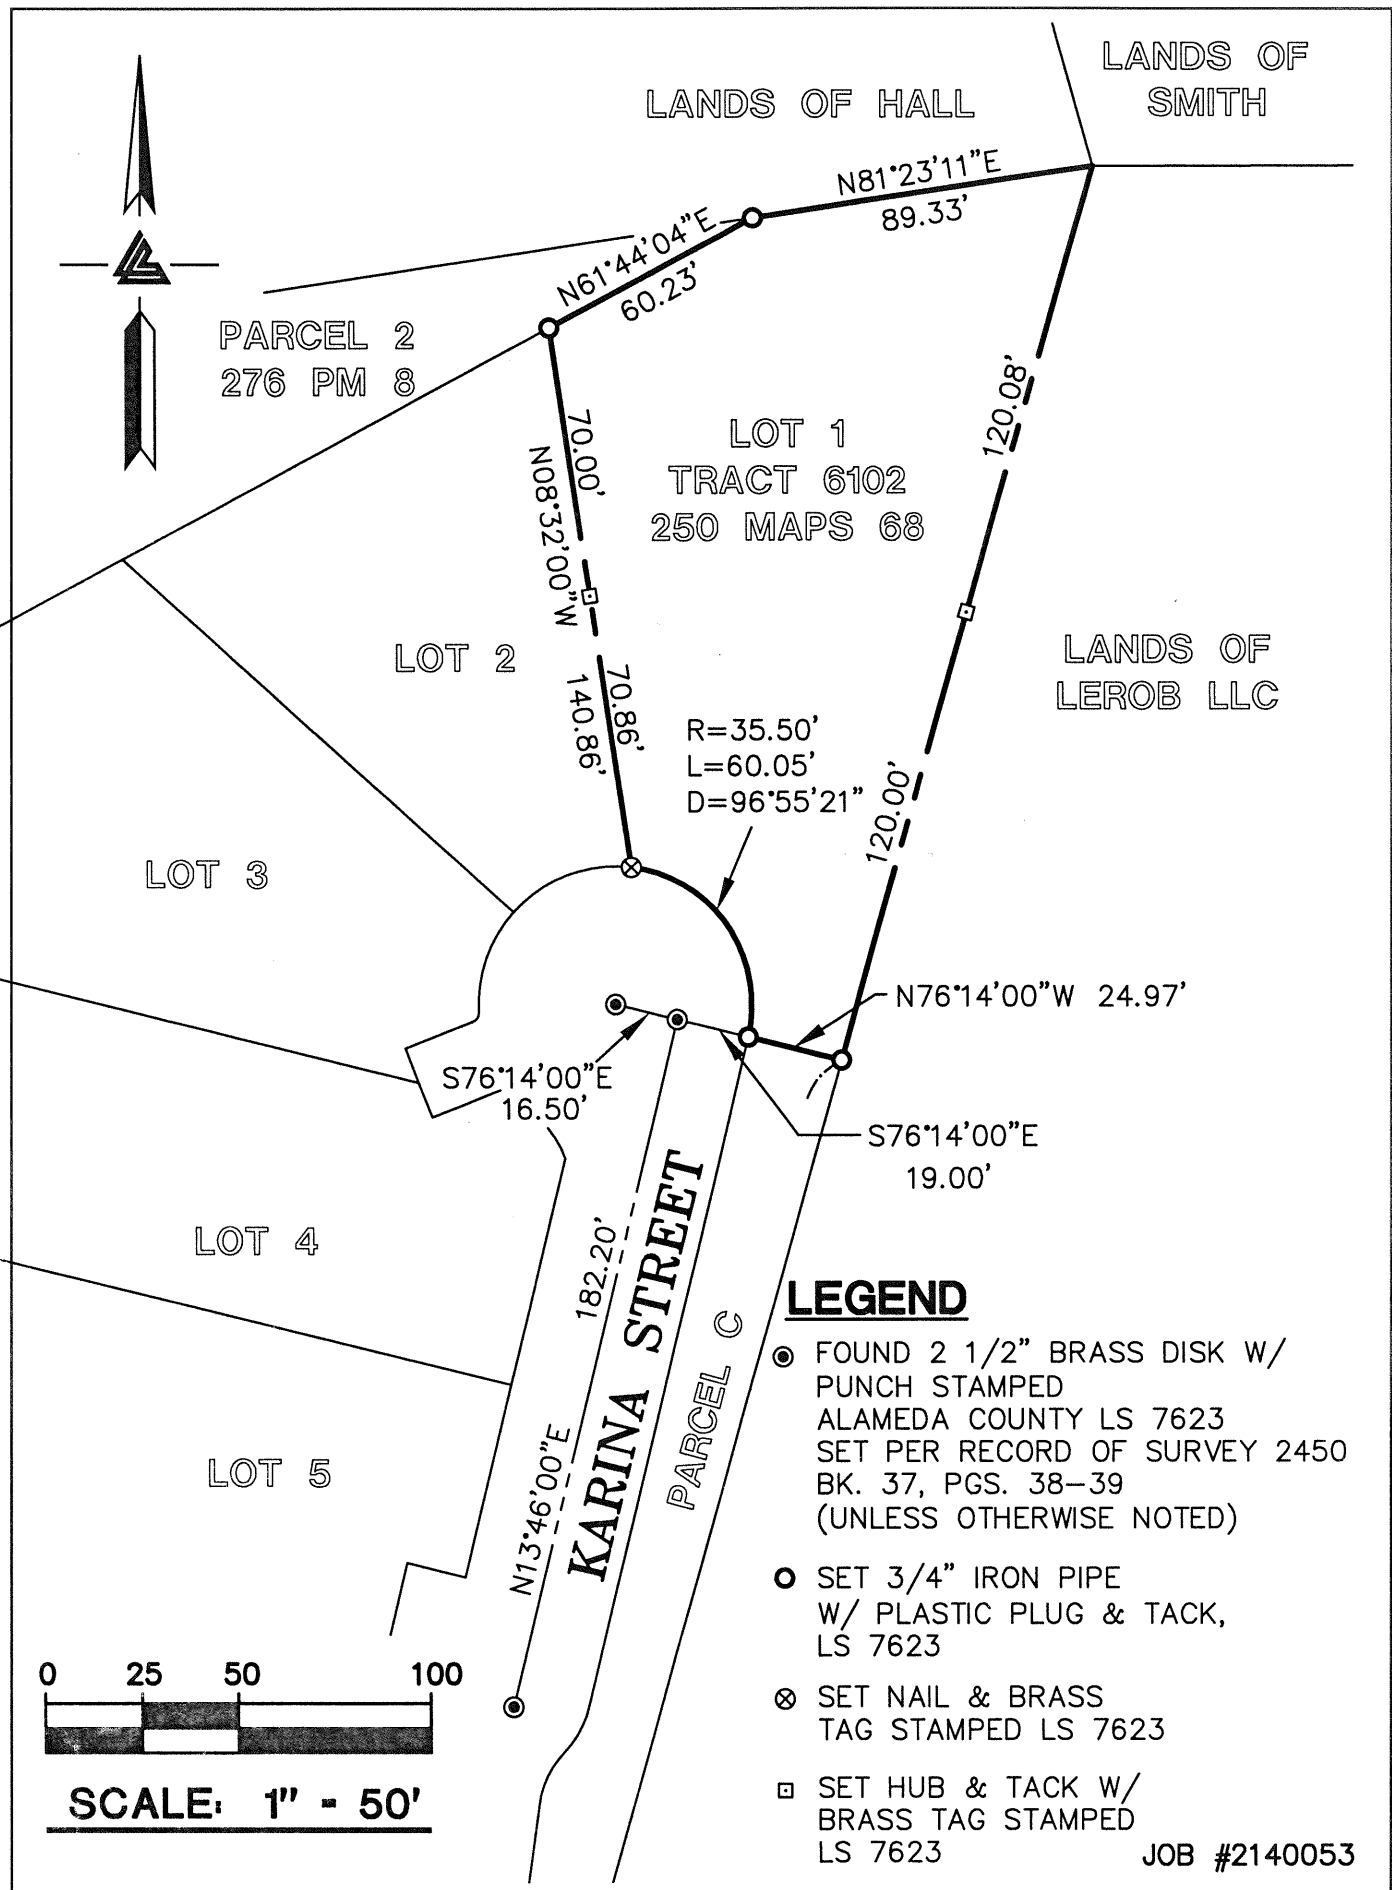 LANDS OF
SMITH
LANDS OF HALL
N81°23'11"E
89.33'
N61°44'04"E
60.23'
PARCEL 2
276 PM 8
70.00'
N08°32'00"W
LOT 1
TRACT 6102
250 MAPS 68
120.08'
LOT 2
70.86'
140.86'
LANDS OF
LEROB LLC
R=35.50'
L=60.05'
D=96°55'21"
120.00'
LOT 3
N76°14'00"W 24.97'
S76°14'00"E
16.50'
S76°14'00"E
19.00'
LOT 4
182.20'
N13°46'00"E
KARINA STREET
PARCEL C
LOT 5
LEGEND
FOUND 2 1/2" BRASS DISK W/
PUNCH STAMPED
ALAMEDA COUNTY LS 7623
SET PER RECORD OF SURVEY 2450
BK. 37, PGS. 38–39
(UNLESS OTHERWISE NOTED)
SET 3/4" IRON PIPE
W/ PLASTIC PLUG & TACK,
LS 7623
SET NAIL & BRASS
TAG STAMPED LS 7623
SET HUB & TACK W/
BRASS TAG STAMPED
LS 7623
0 25 50 100
SCALE: 1" = 50'
JOB #2140053